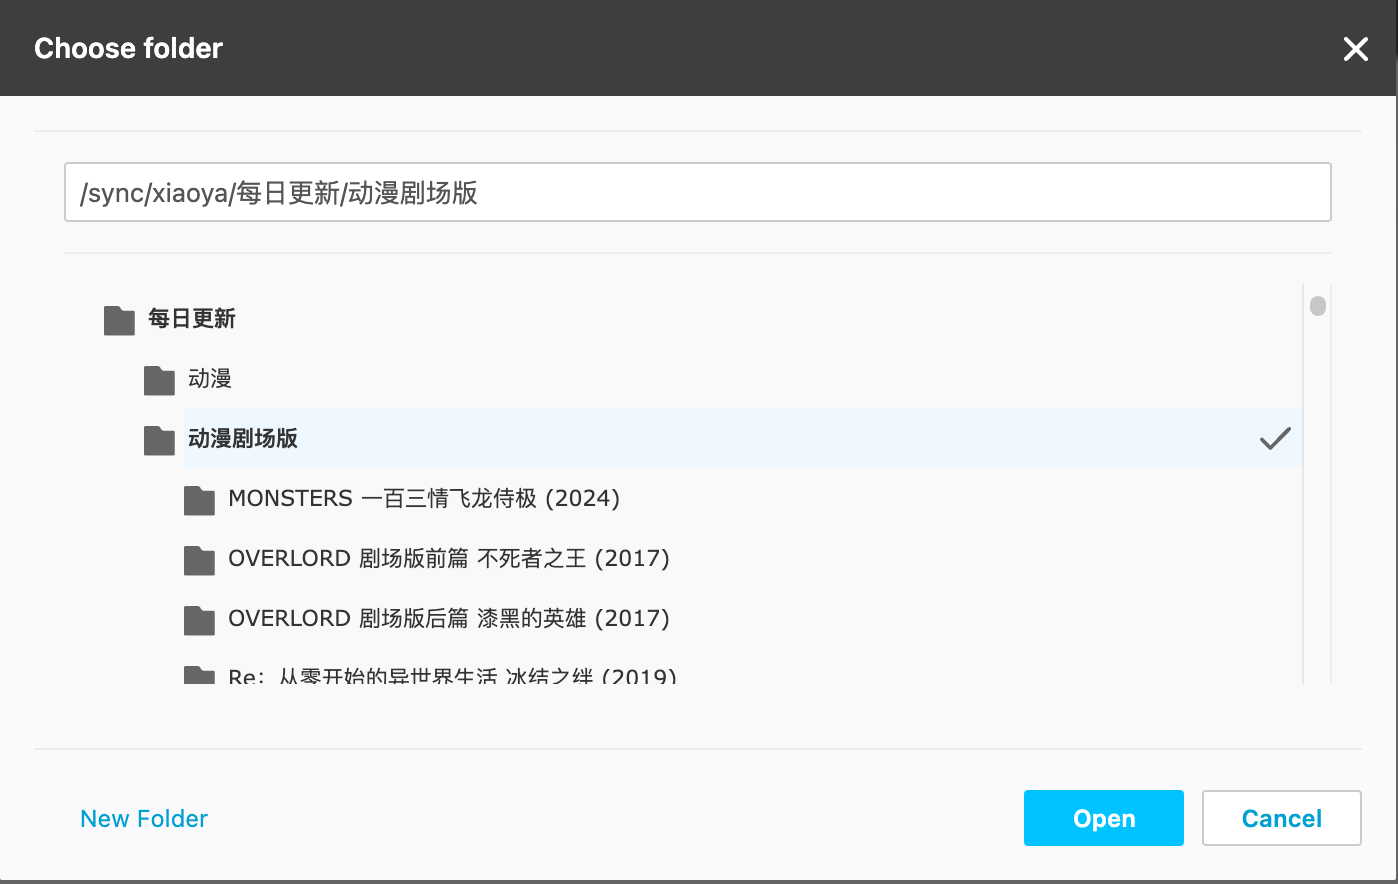 Choose folder
/sync/xiaoya/每日更新/动漫剧场版
每日更新
动漫
动漫剧场版
MONSTERS 一百三情飞龙侍极 (2024)
OVERLORD 剧场版前篇 不死者之王 (2017)
OVERLORD 剧场版后篇 漆黑的英雄 (2017)
Re：从零开始的异世界生活 冰结之绊 (2019)
New Folder
Open
Cancel